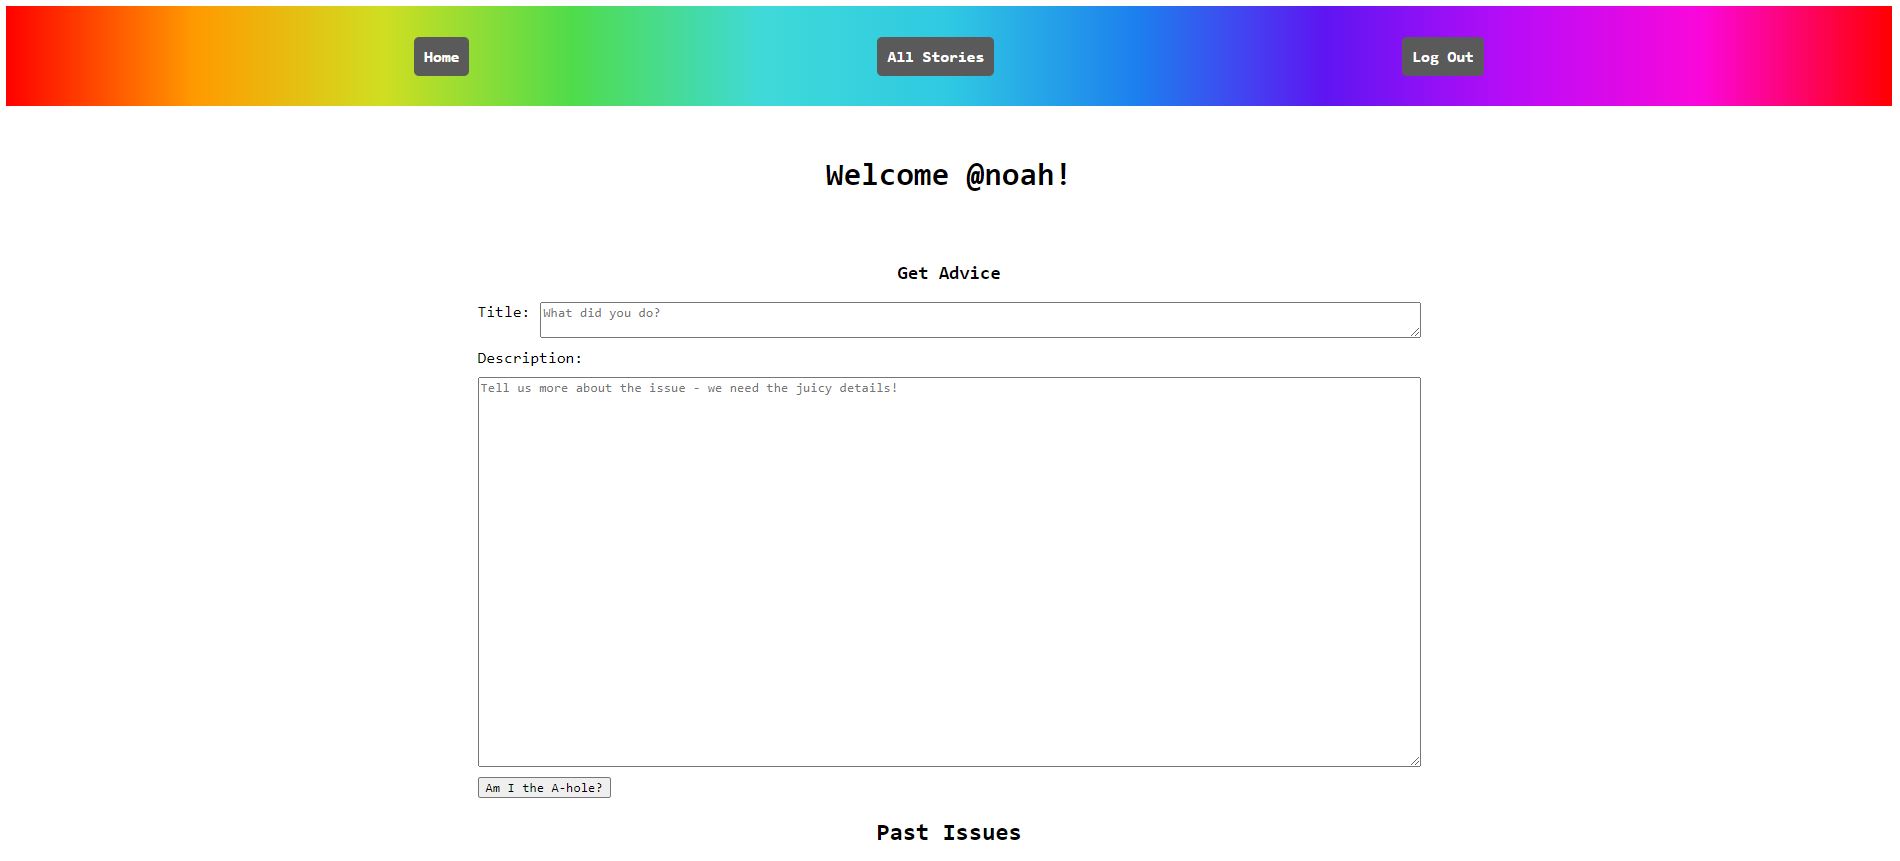 Home All Stories Log Out
Welcome @noah!
Get Advice
Title: What did you do?
Description:
Tell us more about the issue - we need the juicy details!
Am I the A-hole?
Past Issues